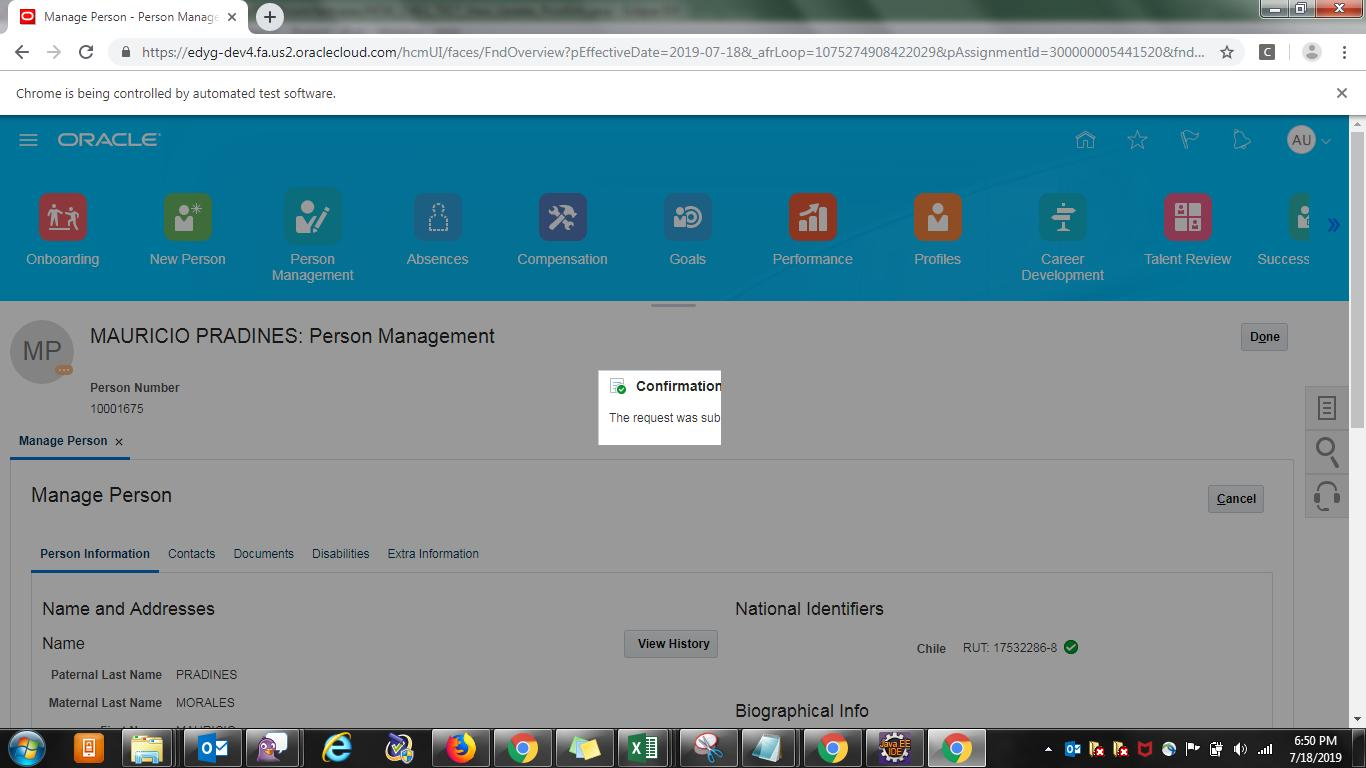 Manage Person - Person Manage
https://edyg-dev4.fa.us2.oraclecloud.com/hcmUI/faces/FndOverview?pEffectiveDate=2019-07-18&_afrLoop=1075274908422029&pAssignmentId=300000005441520&fnd...
C
Chrome is being controlled by automated test software.
ORACLE
AU
Onboarding
New Person
Person Management
Absences
Compensation
Goals
Performance
Profiles
Career Development
Talent Review
Success
MP
MAURICIO PRADINES: Person Management
Done
Person Number
10001675
Confirmation
The request was sub
Manage Person
Manage Person
Cancel
Person Information Contacts Documents Disabilities Extra Information
Name and Addresses
National Identifiers
Name
View History
Chile RUT: 17532286-8
Paternal Last Name PRADINES
Maternal Last Name MORALES
Biographical Info
Java EE
IDE
6:50 PM
7/18/2019